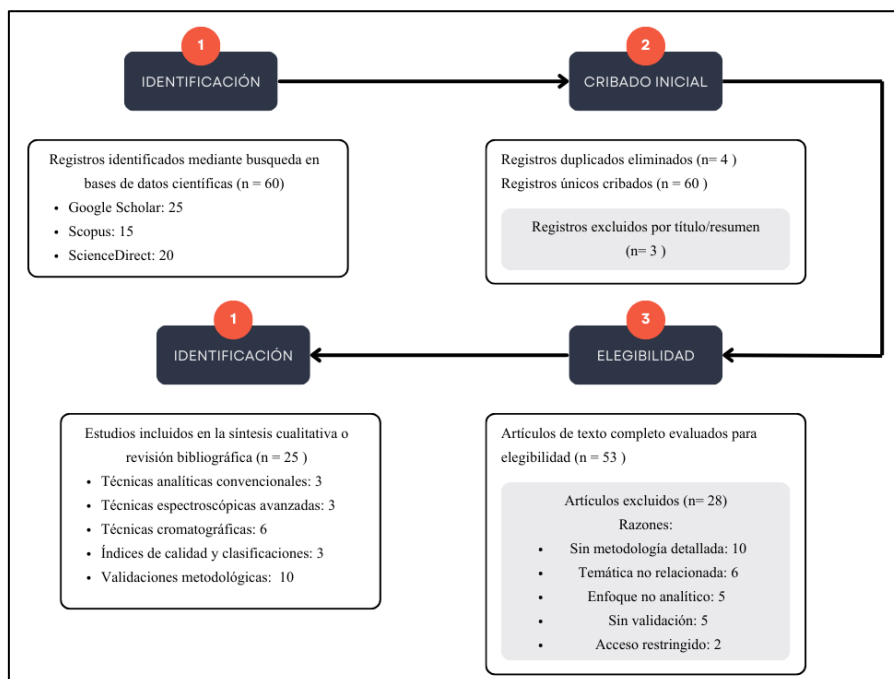 1
IDENTIFICACIÓN
2
CRIBADO INICIAL
Registros identificados mediante busqueda en
bases de datos científicas (n = 60)
• Google Scholar: 25
• Scopus: 15
• ScienceDirect: 20
Registros duplicados eliminados (n= 4 )
Registros únicos cribados (n = 60 )
Registros excluidos por título/resumen
(n= 3 )
1
IDENTIFICACIÓN
3
ELEGIBILIDAD
Estudios incluidos en la síntesis cualitativa o
revisión bibliográfica (n = 25 )
• Técnicas analíticas convencionales: 3
• Técnicas espectroscópicas avanzadas: 3
• Técnicas cromatográficas: 6
• Índices de calidad y clasificaciones: 3
• Validaciones metodológicas: 10
Artículos de texto completo evaluados para
elegibilidad (n = 53 )
Artículos excluidos (n= 28)
Razones:
• Sin metodología detallada: 10
• Temática no relacionada: 6
• Enfoque no analítico: 5
• Sin validación: 5
• Acceso restringido: 2